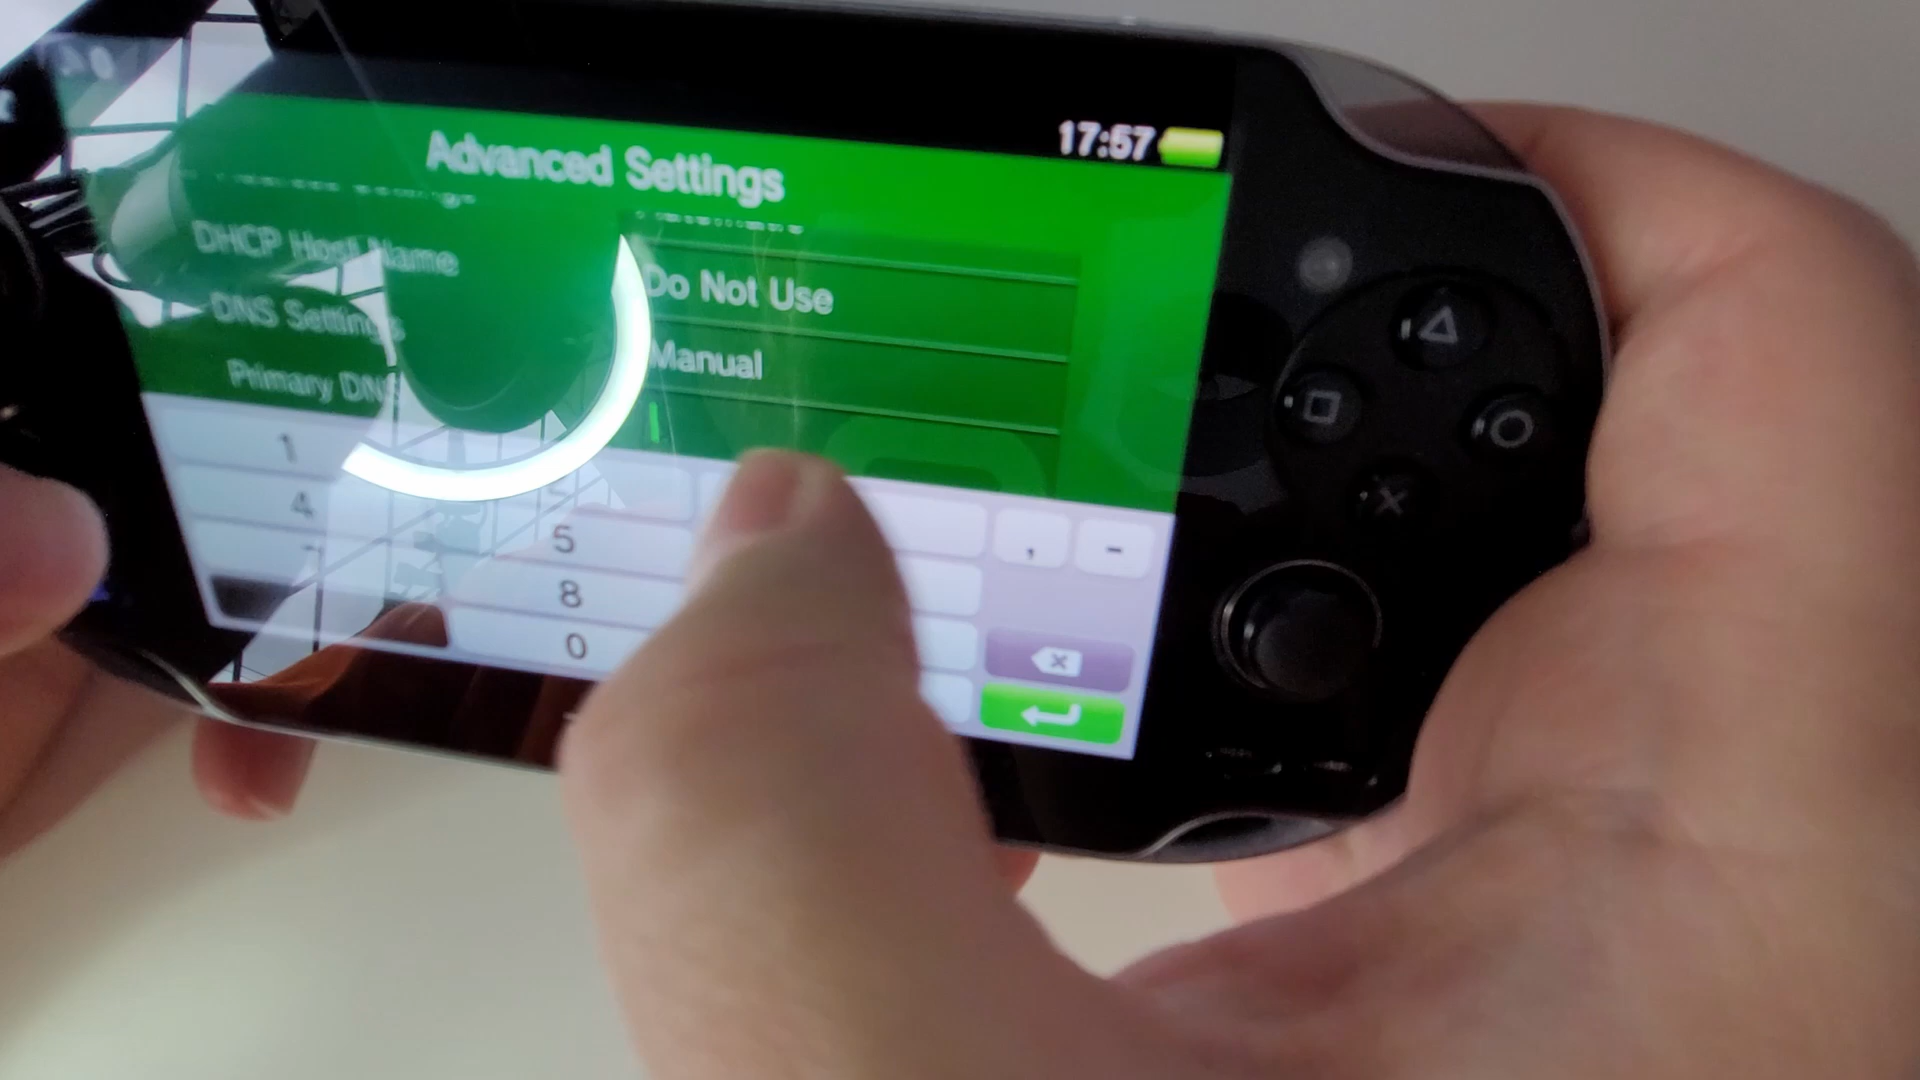 17:57
Advanced Settings
DHCP Host Name
Do Not Use
DNS Settings
Manual
Primary DNS
1
4
5
, -
8
0